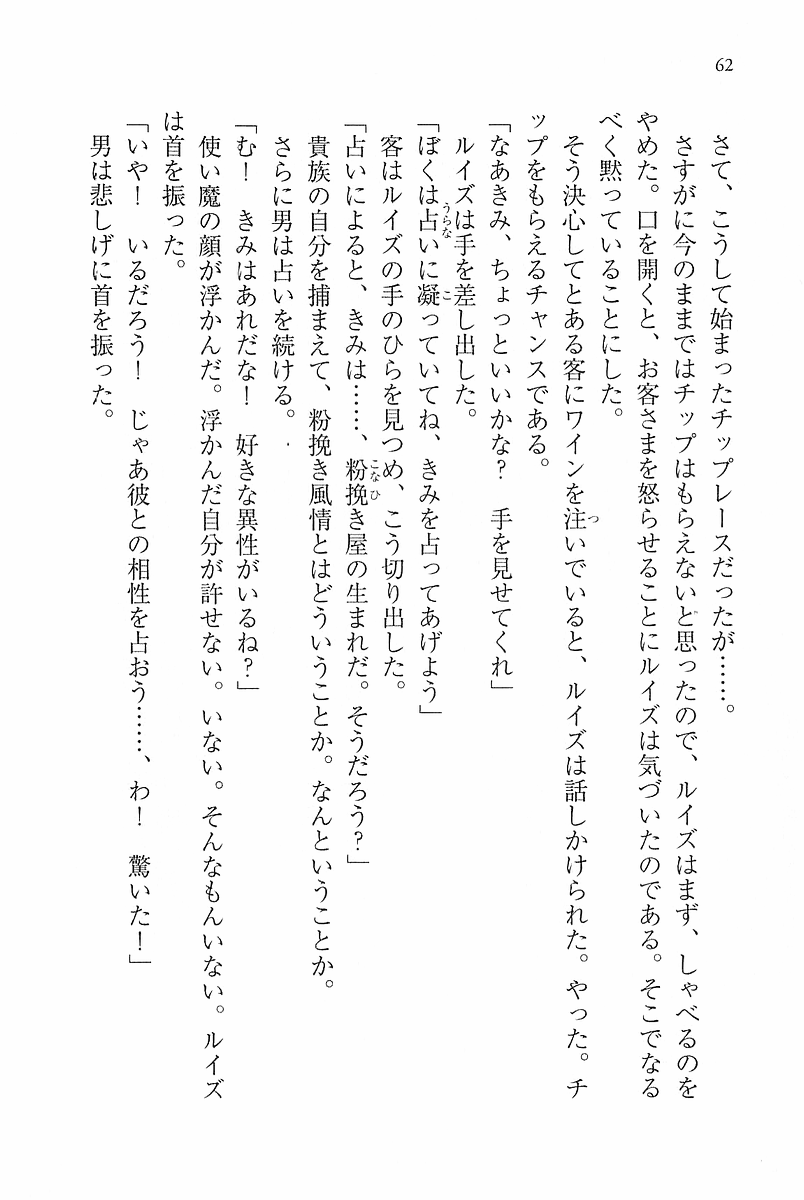 62
さて、こうして始まったチップレースだったが……。
さすがに今のままではチップはもらえないと思ったので、ルイズはまず、しゃべるのを
やめた。口を開くと、お客さまを怒らせることにルイズは気づいたのである。そこでなる
べく黙っていることにした。
そう決心してとある客にワインを注いでいると、ルイズは話しかけられた。やった。チ
ップをもらえるチャンスである。
「なあきみ、ちょっといいかな?　手を見せてくれ」
ルイズは手を差し出した。
「ぼくは占いに凝っていてね、きみを占ってあげよう」
客はルイズの手のひらを見つめ、こう切り出した。
「占いによると、きみは……、粉挽き屋の生まれだ。そうだろう?」
貴族の自分を捕まえて、粉挽き風情とはどういうことか。なんということか。
さらに男は占いを続ける。
「む!　きみはあれだな!　好きな異性がいるね?」
使い魔の顔が浮かんだ。浮かんだ自分が許せない。いない。そんなもんいない。ルイズ
は首を振った。
「いや!　いるだろう!　じゃあ彼との相性を占おう……、わ!　驚いた!」
男は悲しげに首を振った。